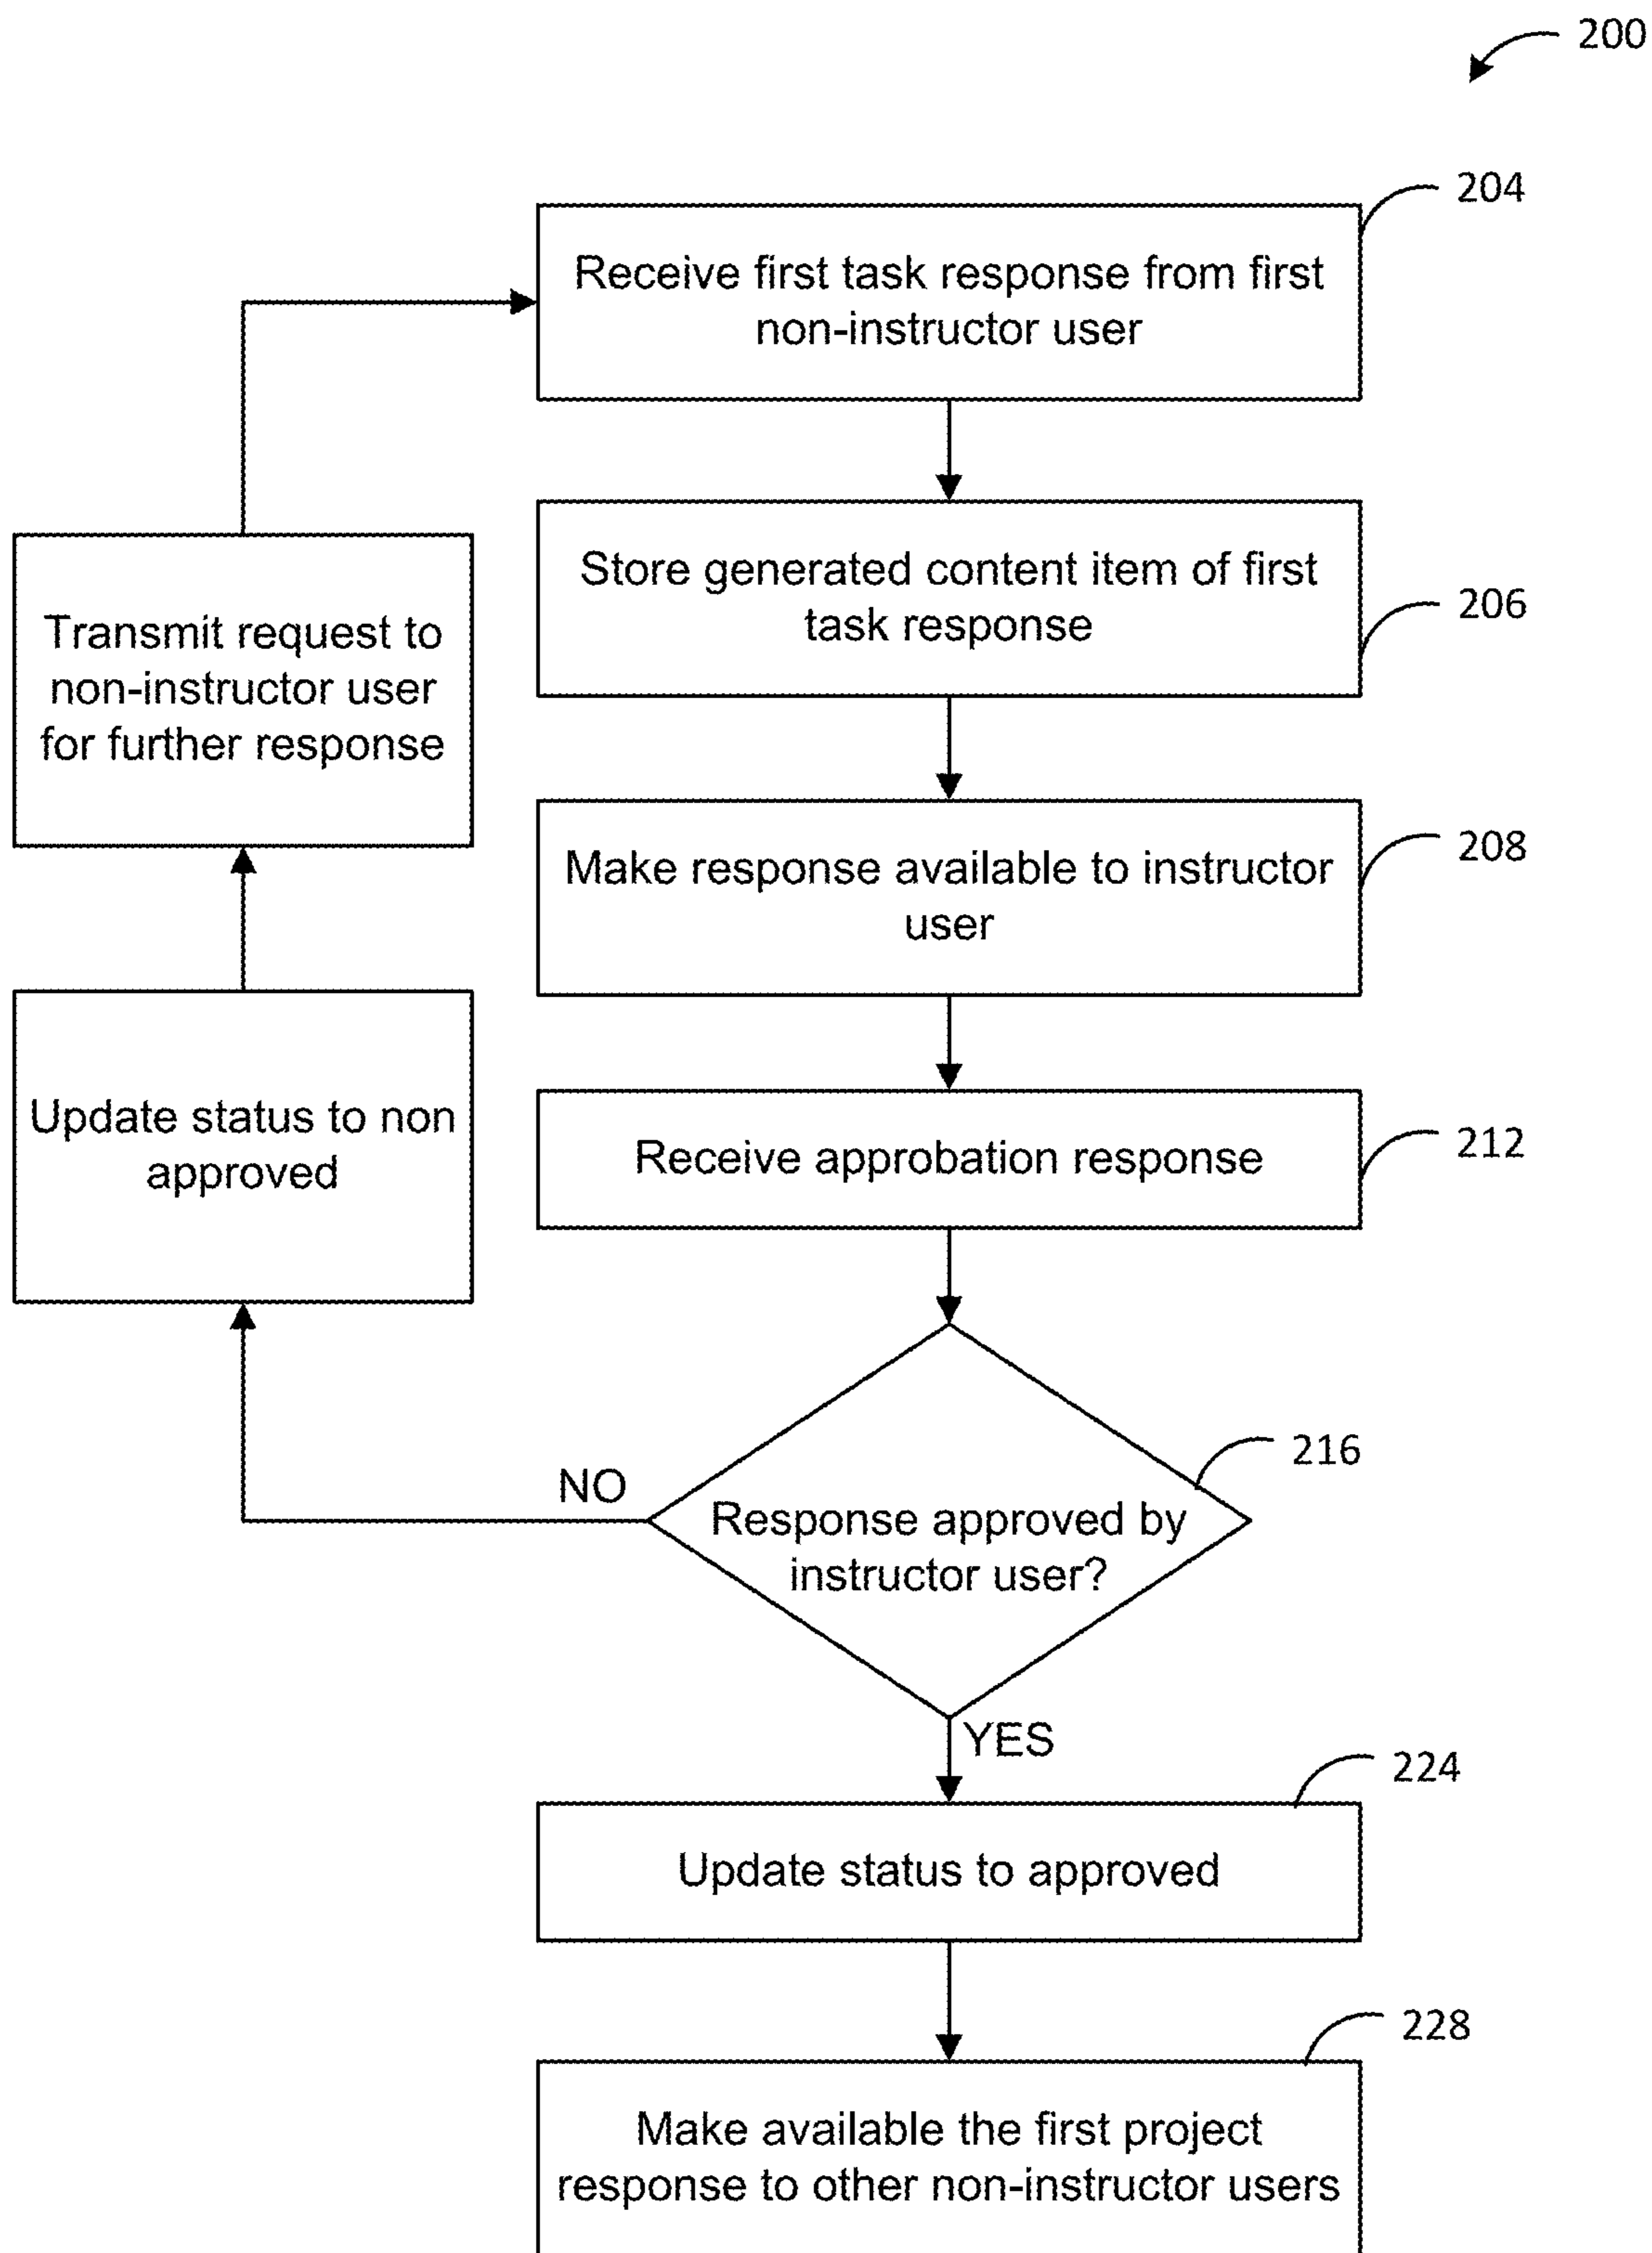 200
204
Receive first task response from first
non-instructor user
Store generated content item of first
task response
206
Transmit request to
non-instructor user
for further response
Make response available to instructor
user
208
Update status to non
approved
Receive approbation response
212
216
NO
Response approved by
instructor user?
YES
224
Update status to approved
228
Make available the first project
response to other non-instructor users